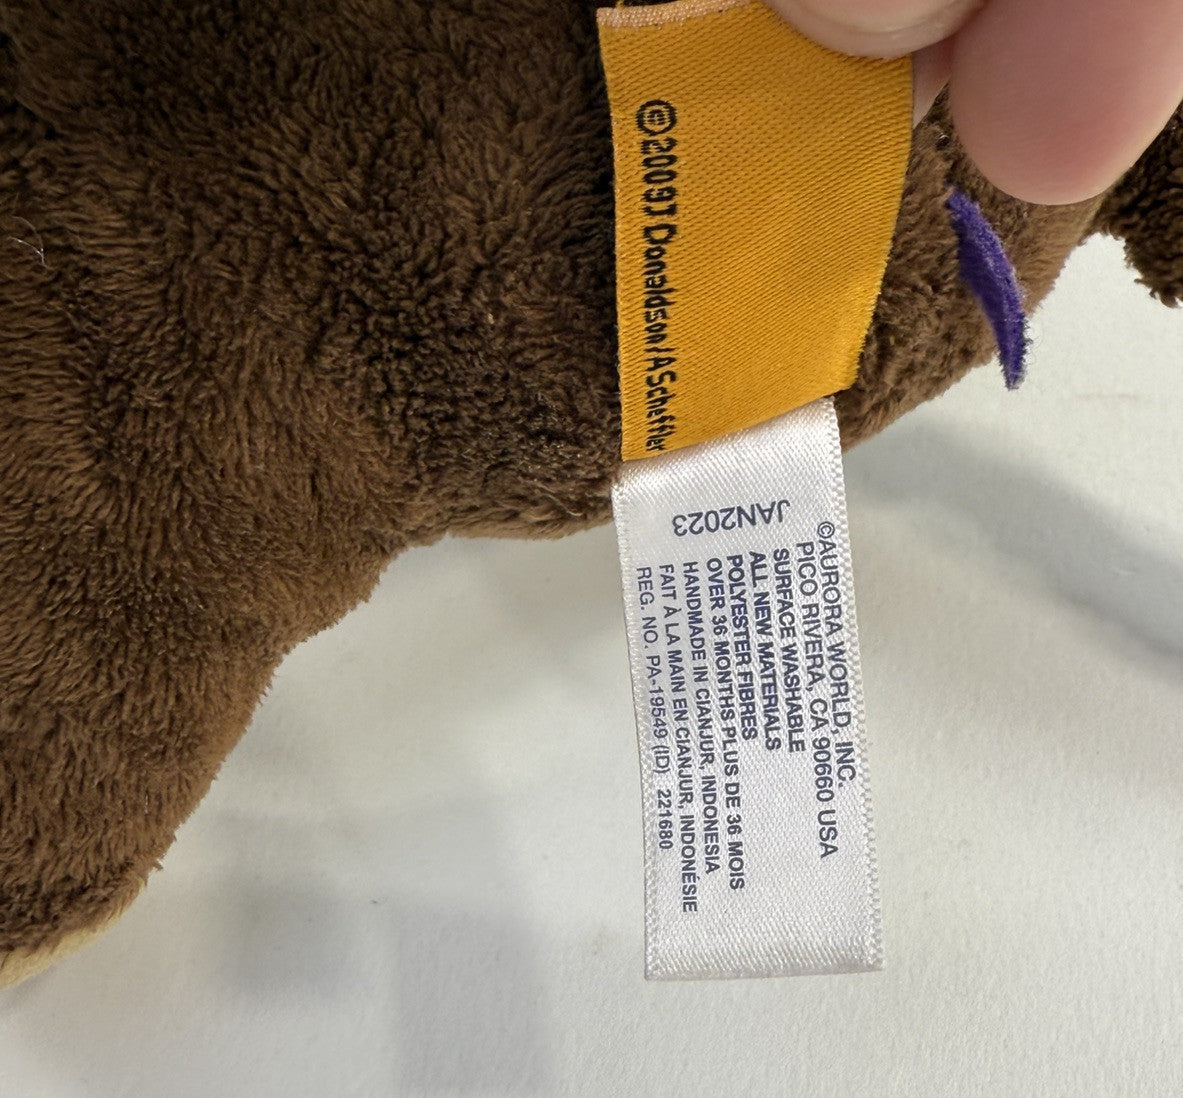 ©2009J Donaldson/A Scheffler
©AURORA WORLD, INC.
PICO RIVERA, CA 90660 USA
SURFACE WASHABLE
ALL NEW MATERIALS
POLYESTER FIBRES
OVER 36 MONTHS PLUS DE 36 MOIS
HANDMADE IN CIANJUR, INDONESIA
FAIT À LA MAIN EN CIANJUR, INDONÉSIE
REG. NO. PA-19549 (ID) 221680
JAN2023